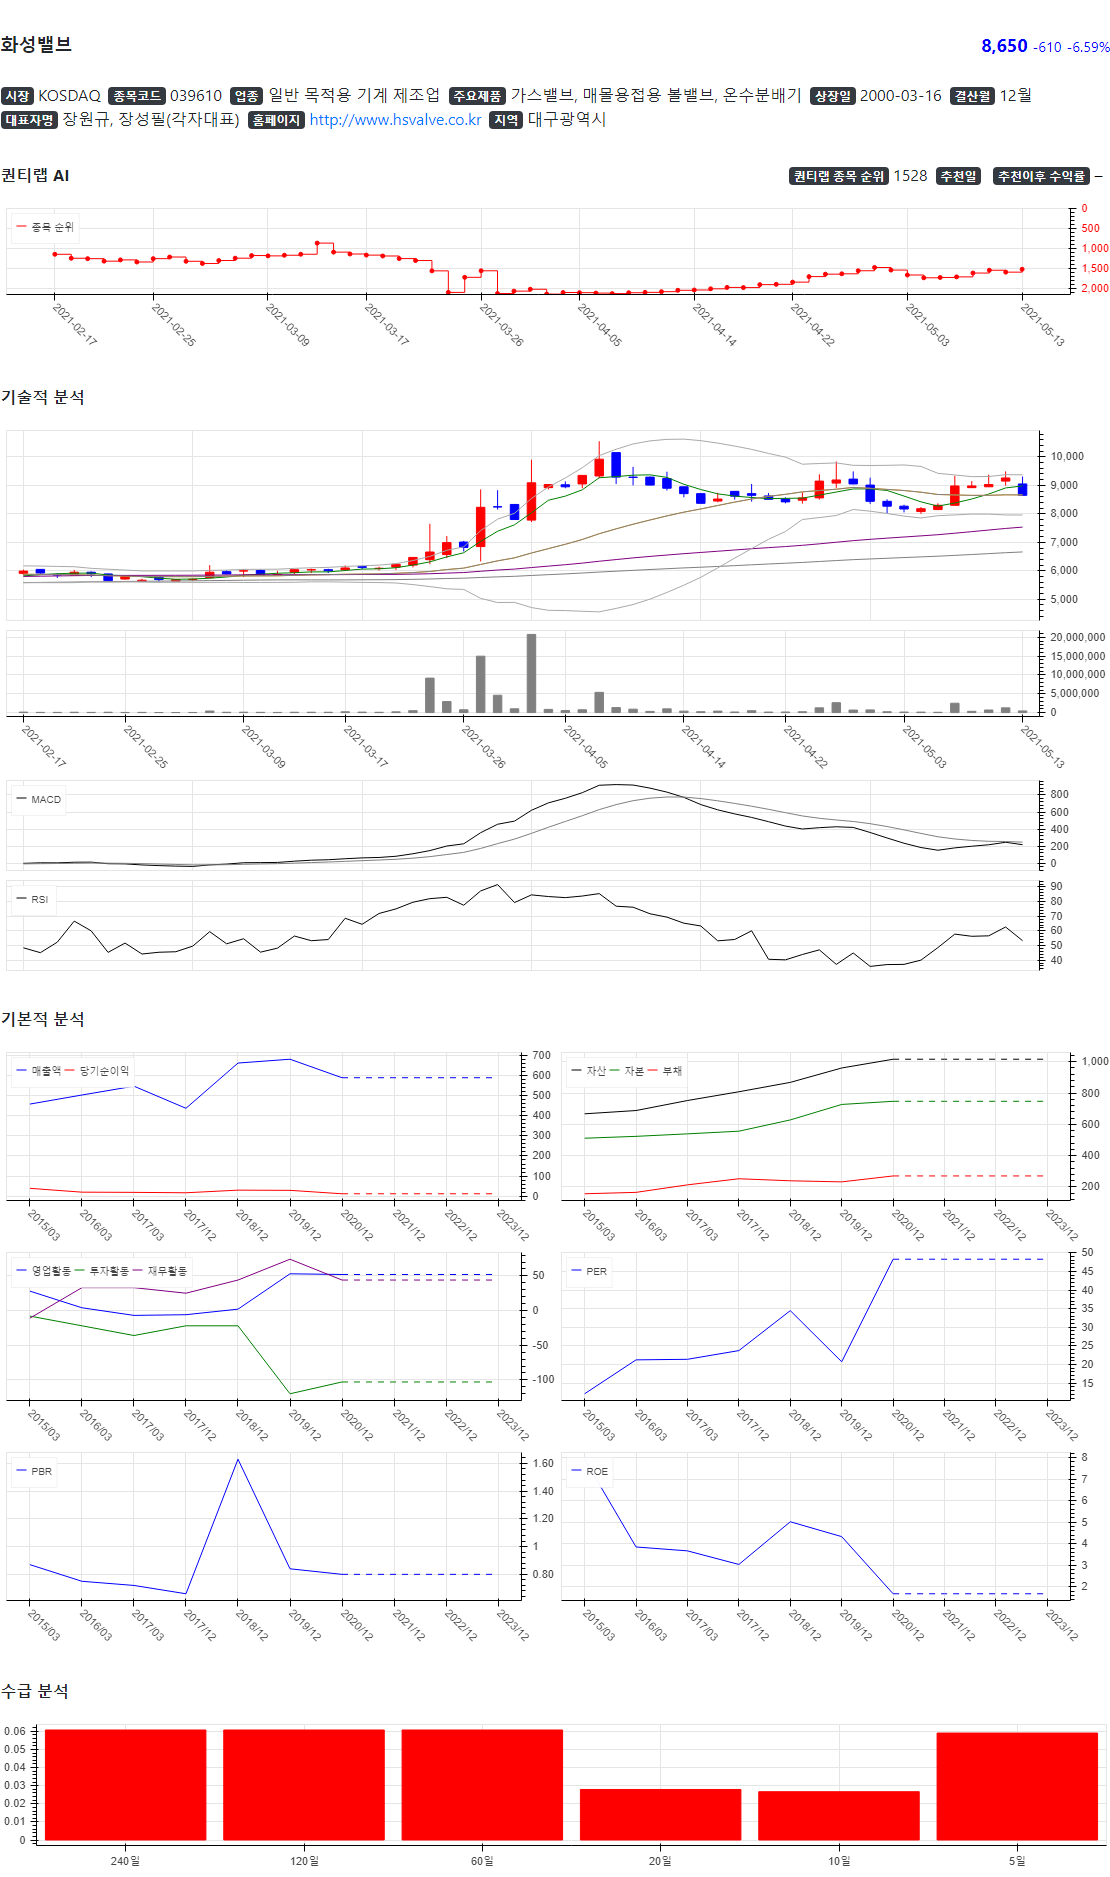 화성밸브
8,650 -610 -6.59%
시장 KOSDAQ 종목코드 039610 업종 일반 목적용 기계 제조업 주요제품 가스밸브, 매몰용접용 볼밸브, 온수분배기 상장일 2000-03-16 결산월 12월
대표자명 장원규, 장성필(각자대표) 홈페이지 http://www.hsvalve.co.kr 지역 대구광역시
퀀티랩 AI
퀀티랩 종목 순위 1528 추천일 추천이후 수익률 –
종목 순위
0
500
1,000
1,500
2,000
2021-02-17 2021-02-25 2021-03-09 2021-03-17 2021-03-26 2021-04-05 2021-04-14 2021-04-22 2021-05-03 2021-05-13
기술적 분석
10,000
9,000
8,000
7,000
6,000
5,000
20,000,000
15,000,000
10,000,000
5,000,000
0
2021-02-17 2021-02-25 2021-03-09 2021-03-17 2021-03-26 2021-04-05 2021-04-14 2021-04-22 2021-05-03 2021-05-13
MACD
800
600
400
200
0
RSI
90
80
70
60
50
40
기본적 분석
매출액 당기순이익
700
600
500
400
300
200
100
0
2015/03 2016/03 2017/03 2017/12 2018/12 2019/12 2020/12 2021/12 2022/12 2023/12
자산 자본 부채
1,000
800
600
400
200
2015/03 2016/03 2017/03 2017/12 2018/12 2019/12 2020/12 2021/12 2022/12 2023/12
영업활동 투자활동 재무활동
50
0
-50
-100
2015/03 2016/03 2017/03 2017/12 2018/12 2019/12 2020/12 2021/12 2022/12 2023/12
PER
50
45
40
35
30
25
20
15
2015/03 2016/03 2017/03 2017/12 2018/12 2019/12 2020/12 2021/12 2022/12 2023/12
PBR
1.60
1.40
1.20
1
0.80
2015/03 2016/03 2017/03 2017/12 2018/12 2019/12 2020/12 2021/12 2022/12 2023/12
ROE
8
7
6
5
4
3
2
2015/03 2016/03 2017/03 2017/12 2018/12 2019/12 2020/12 2021/12 2022/12 2023/12
수급 분석
0.06
0.05
0.04
0.03
0.02
0.01
0
240일 120일 60일 20일 10일 5일